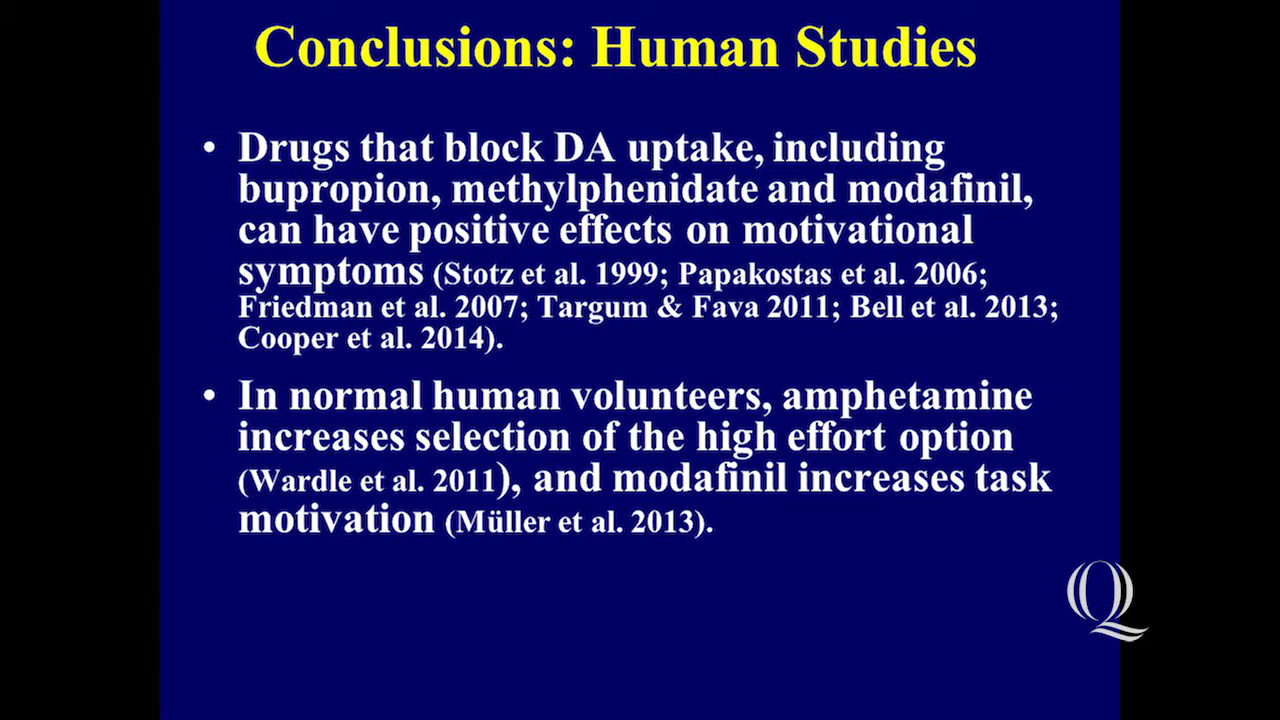 Conclusions: Human Studies
• Drugs that block DA uptake, including
bupropion, methylphenidate and modafinil,
can have positive effects on motivational
symptoms (Stotz et al. 1999; Papakostas et al. 2006;
Friedman et al. 2007; Targum & Fava 2011; Bell et al. 2013;
Cooper et al. 2014).
• In normal human volunteers, amphetamine
increases selection of the high effort option
(Wardle et al. 2011), and modafinil increases task
motivation (Müller et al. 2013).
Q